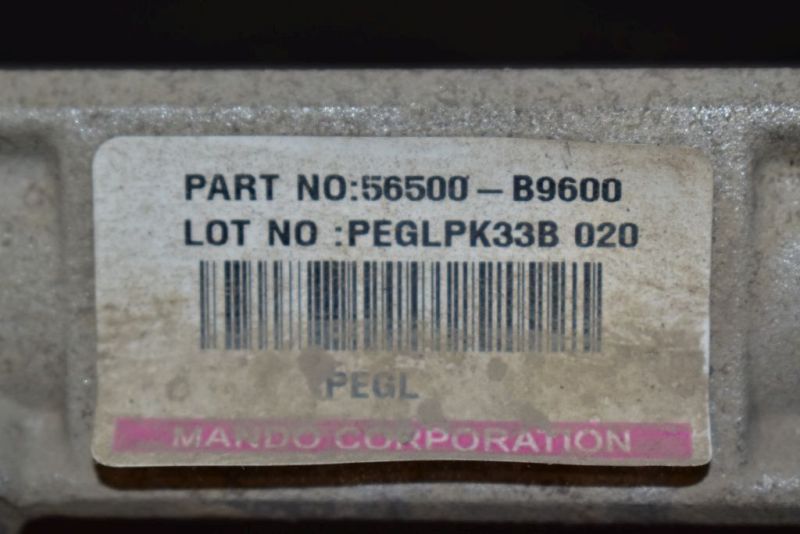 PART NO:56500-B9600
LOT NO :PEGLPK33B 020
PEGL
MANDO CORPORATION